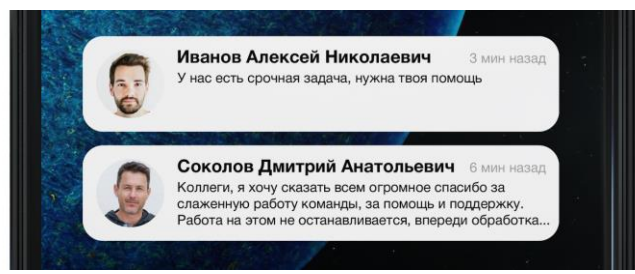 Иванов Алексей Николаевич 3 мин назад
У нас есть срочная задача, нужна твоя помощь
Соколов Дмитрий Анатольевич 6 мин назад
Коллеги, я хочу сказать всем огромное спасибо за
слаженную работу команды, за помощь и поддержку.
Работа на этом не останавливается, впереди обработка...